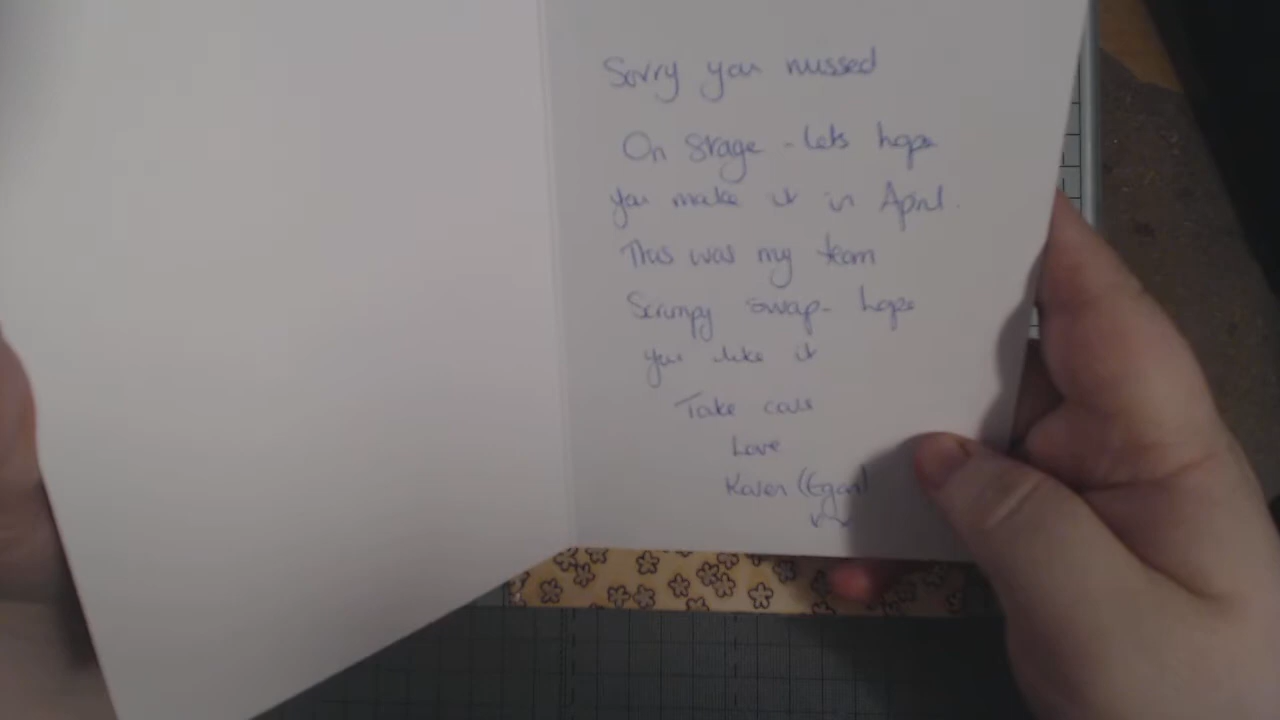 Sorry you missed
On Stage - lets hope
you make it in April.
This was my team
Scrimpy swap - hope
you like it
Take care
Love
Karen (Egan)